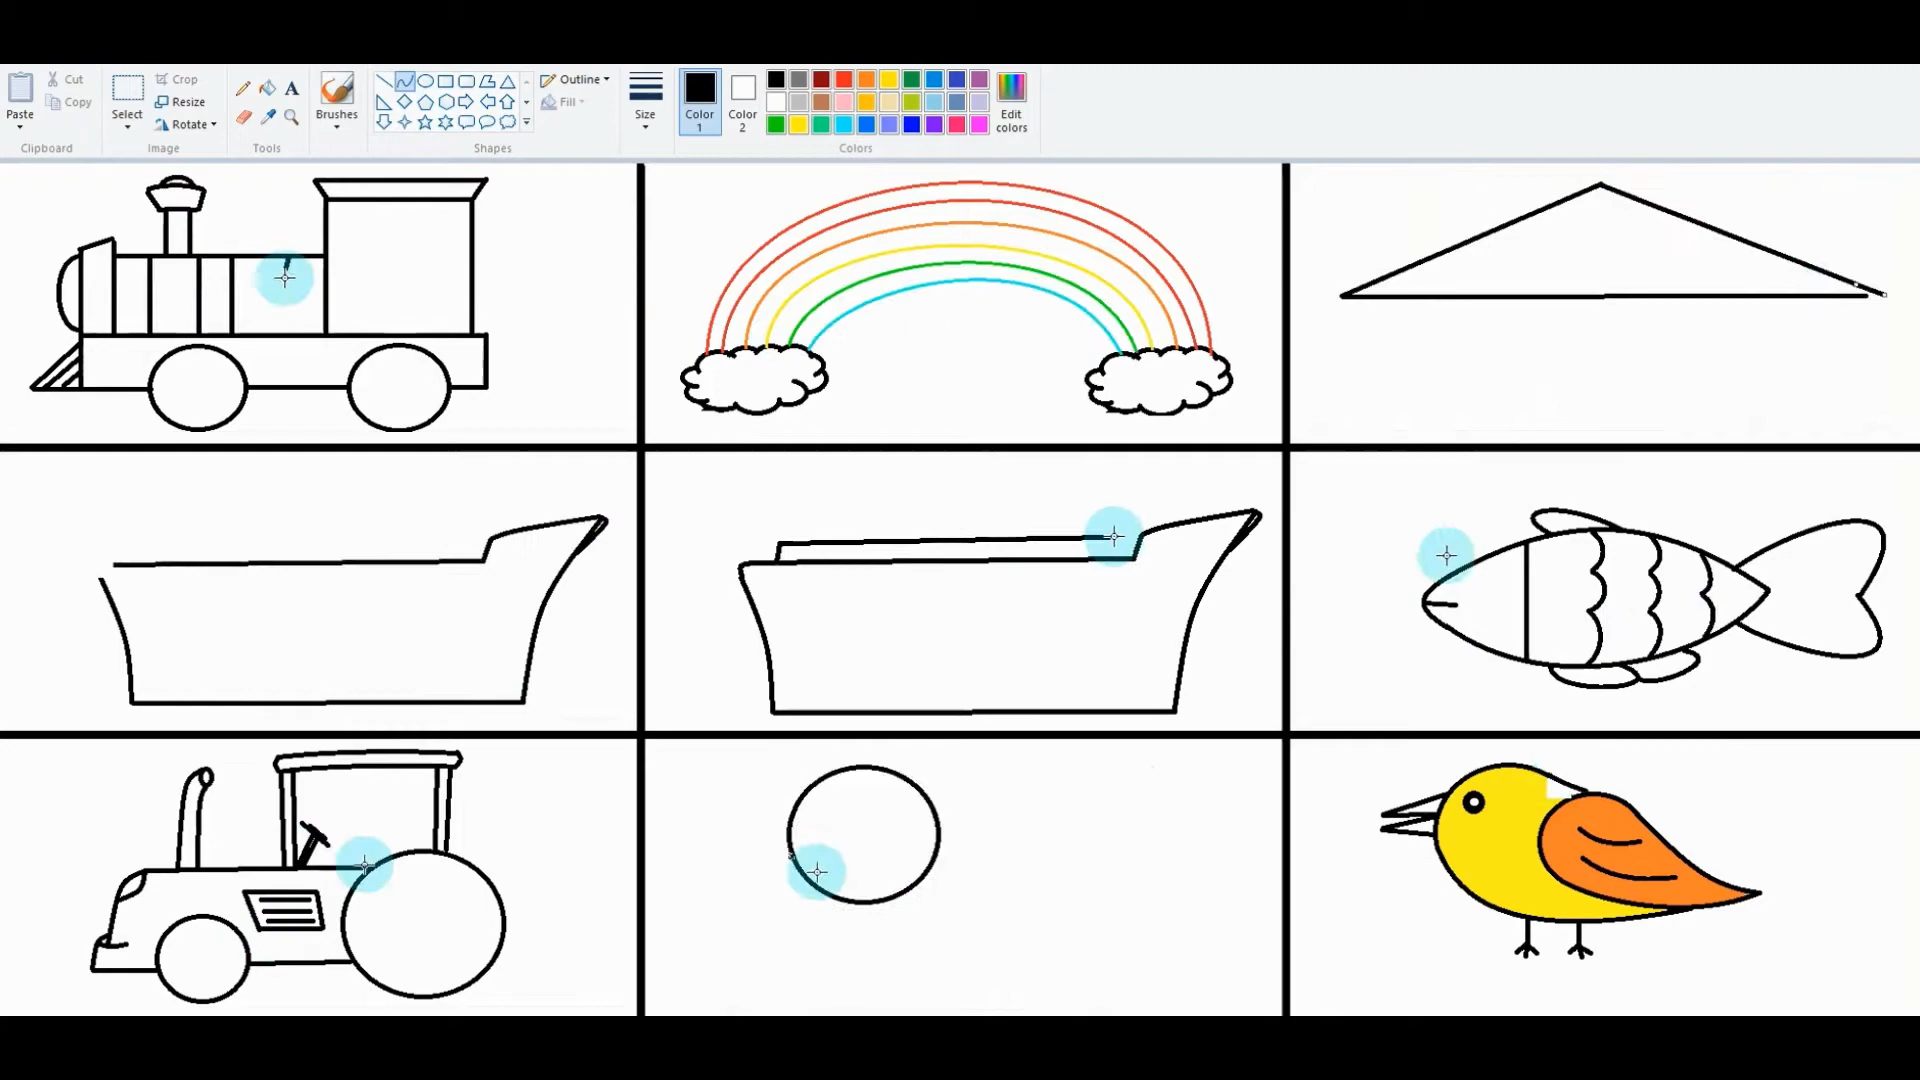 Paste
Cut
Copy
Clipboard
Select
Crop
Resize
Rotate
Image
A
Tools
Brushes
Outline
Fill
Shapes
Size
Color
1
Color
2
Edit
colors
Colors